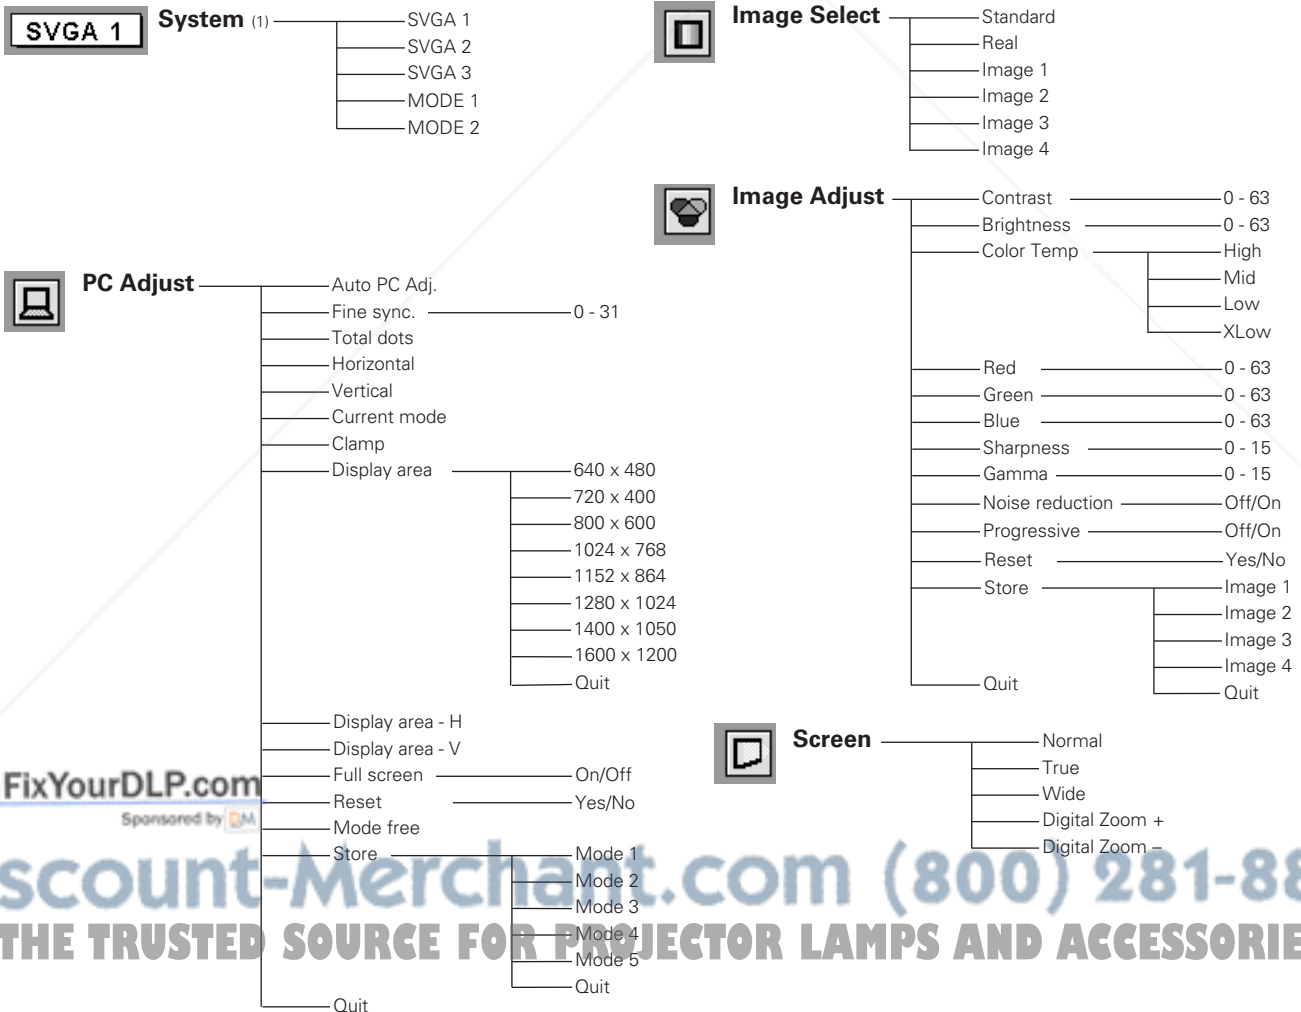 SVGA 1
System (1)
SVGA 1
SVGA 2
SVGA 3
MODE 1
MODE 2
PC Adjust
Auto PC Adj.
Fine sync. 0 - 31
Total dots
Horizontal
Vertical
Current mode
Clamp
Display area
640 x 480
720 x 400
800 x 600
1024 x 768
1152 x 864
1280 x 1024
1400 x 1050
1600 x 1200
Quit
Display area - H
Display area - V
Full screen On/Off
Reset Yes/No
Mode free
Store
Mode 1
Mode 2
Mode 3
Mode 4
Mode 5
Quit
Quit
Image Select
Standard
Real
Image 1
Image 2
Image 3
Image 4
Image Adjust
Contrast 0 - 63
Brightness 0 - 63
Color Temp
High
Mid
Low
XLow
Red 0 - 63
Green 0 - 63
Blue 0 - 63
Sharpness 0 - 15
Gamma 0 - 15
Noise reduction Off/On
Progressive Off/On
Reset Yes/No
Store
Image 1
Image 2
Image 3
Image 4
Quit
Quit
Screen
Normal
True
Wide
Digital Zoom +
Digital Zoom –
FixYourDLP.com
Sponsored by DM
scount-Merchant.com (800) 281-88
THE TRUSTED SOURCE FOR PROJECTOR LAMPS AND ACCESSORIE